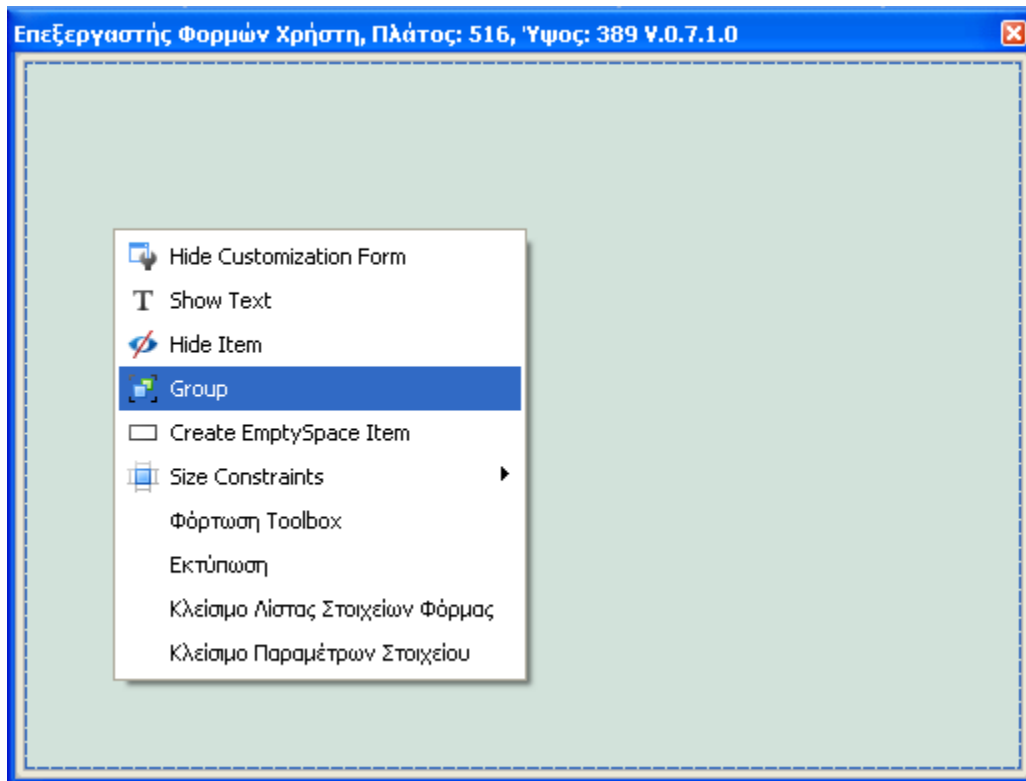 Επεξεργαστής Φορμών Χρήστη, Πλάτος: 516, Ύψος: 389 V.0.7.1.0
Hide Customization Form
T Show Text
Hide Item
Group
Create EmptySpace Item
Size Constraints
Φόρτωση Toolbox
Εκτύπωση
Κλείσιμο Λίστας Στοιχείων Φόρμας
Κλείσιμο Παραμέτρων Στοιχείου